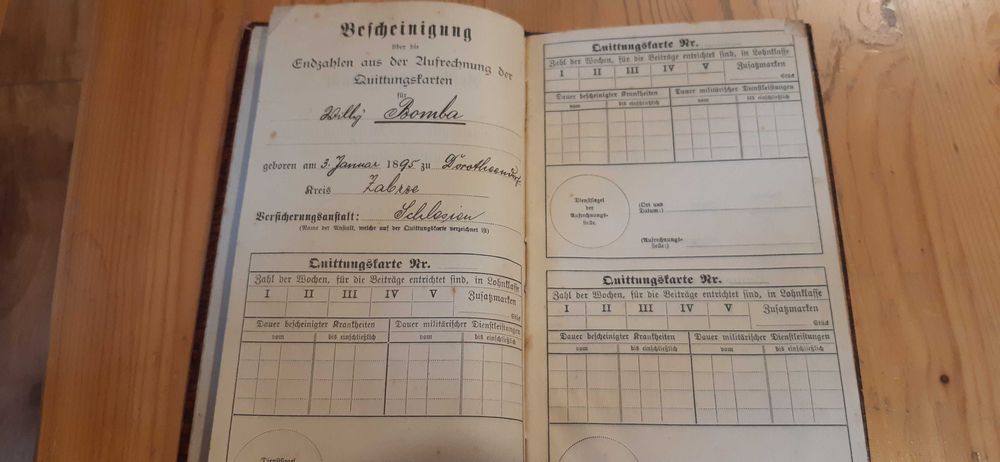 Bescheinigung
über die
Endzahlen aus der Aufrechnung der
Quittungskarten
für
Willy Bomba
geboren am 3. Januar 1895 zu Dorotheendorf
Kreis Zabrze
Versicherungsanstalt: Schlesien
(Name der Anstalt, welche auf der Quittungskarte verzeichnet ist)
Quittungskarte Nr.
Zahl der Wochen, für die Beiträge entrichtet sind, in Lohnklasse
I II III IV V Zusatzmarken
Stück
Dauer bescheinigter Krankheiten Dauer militärischer Dienstleistungen
vom bis einschließlich vom bis einschließlich
Dienstsiegel
Quittungskarte Nr.
Zahl der Wochen, für die Beiträge entrichtet sind, in Lohnklasse
I II III IV V Zusatzmarken
Stück
Dauer bescheinigter Krankheiten Dauer militärischer Dienstleistungen
vom bis einschließlich vom bis einschließlich
Dienstsiegel
der
Aufrechnungs-
stelle.
(Ort und
Datum:)
(Aufrechnungs-
stelle:)
Quittungskarte Nr.
Zahl der Wochen, für die Beiträge entrichtet sind, in Lohnklasse
I II III IV V Zusatzmarken
Stück
Dauer bescheinigter Krankheiten Dauer militärischer Dienstleistungen
vom bis einschließlich vom bis einschließlich